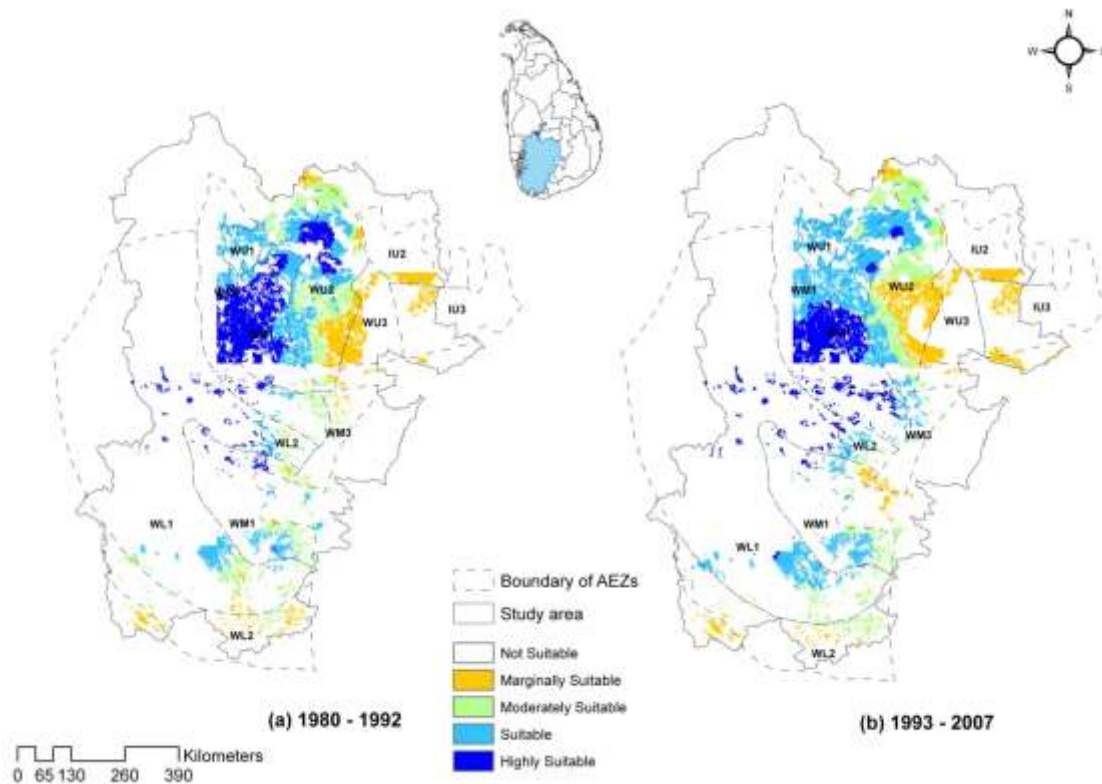 N
W
S
WU1
IU2
WU2
IU3
WU3
WM3
WL2
WL1
WM1
WL2
WU1
IU2
WM1
WU2
IU3
WU3
WM3
WL2
WM1
WL1
WL2
Boundary of AEZs
Study area
Not Suitable
Marginally Suitable
Moderately Suitable
Suitable
Highly Suitable
(a) 1980 - 1992
(b) 1993 - 2007
Kilometers
0 65 130 260 390